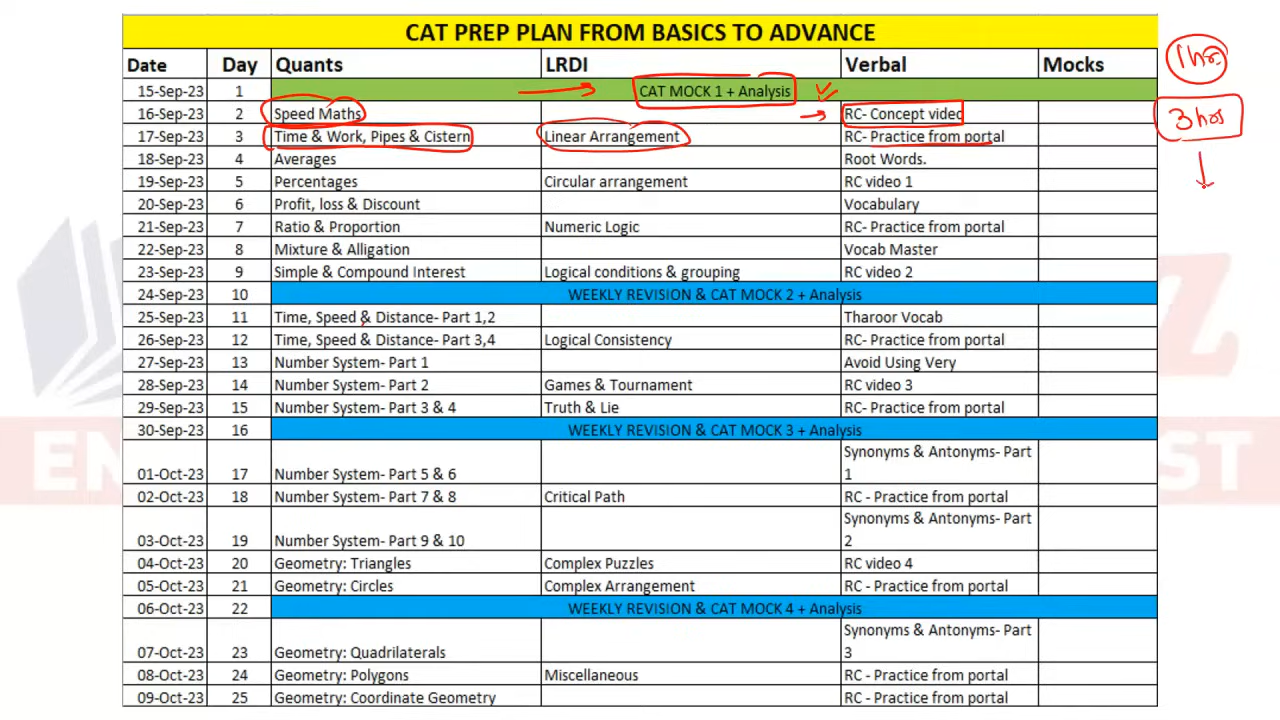 CAT PREP PLAN FROM BASICS TO ADVANCE
Date Day Quants LRDI Verbal Mocks
1hr
15-Sep-23 1 CAT MOCK 1 + Analysis
16-Sep-23 2 Speed Maths RC- Concept video
3 hrs
17-Sep-23 3 Time & Work, Pipes & Cistern Linear Arrangement RC- Practice from portal
18-Sep-23 4 Averages Root Words.
19-Sep-23 5 Percentages Circular arrangement RC video 1
20-Sep-23 6 Profit, loss & Discount Vocabulary
21-Sep-23 7 Ratio & Proportion Numeric Logic RC- Practice from portal
22-Sep-23 8 Mixture & Alligation Vocab Master
23-Sep-23 9 Simple & Compound Interest Logical conditions & grouping RC video 2
24-Sep-23 10 WEEKLY REVISION & CAT MOCK 2 + Analysis
25-Sep-23 11 Time, Speed & Distance- Part 1,2 Tharoor Vocab
26-Sep-23 12 Time, Speed & Distance- Part 3,4 Logical Consistency RC- Practice from portal
27-Sep-23 13 Number System- Part 1 Avoid Using Very
28-Sep-23 14 Number System- Part 2 Games & Tournament RC video 3
29-Sep-23 15 Number System- Part 3 & 4 Truth & Lie RC- Practice from portal
30-Sep-23 16 WEEKLY REVISION & CAT MOCK 3 + Analysis
Synonyms & Antonyms- Part
01-Oct-23 17 Number System- Part 5 & 6 1
02-Oct-23 18 Number System- Part 7 & 8 Critical Path RC - Practice from portal
Synonyms & Antonyms- Part
03-Oct-23 19 Number System- Part 9 & 10 2
04-Oct-23 20 Geometry: Triangles Complex Puzzles RC video 4
05-Oct-23 21 Geometry: Circles Complex Arrangement RC - Practice from portal
06-Oct-23 22 WEEKLY REVISION & CAT MOCK 4 + Analysis
Synonyms & Antonyms- Part
07-Oct-23 23 Geometry: Quadrilaterals 3
08-Oct-23 24 Geometry: Polygons Miscellaneous RC - Practice from portal
09-Oct-23 25 Geometry: Coordinate Geometry RC - Practice from portal